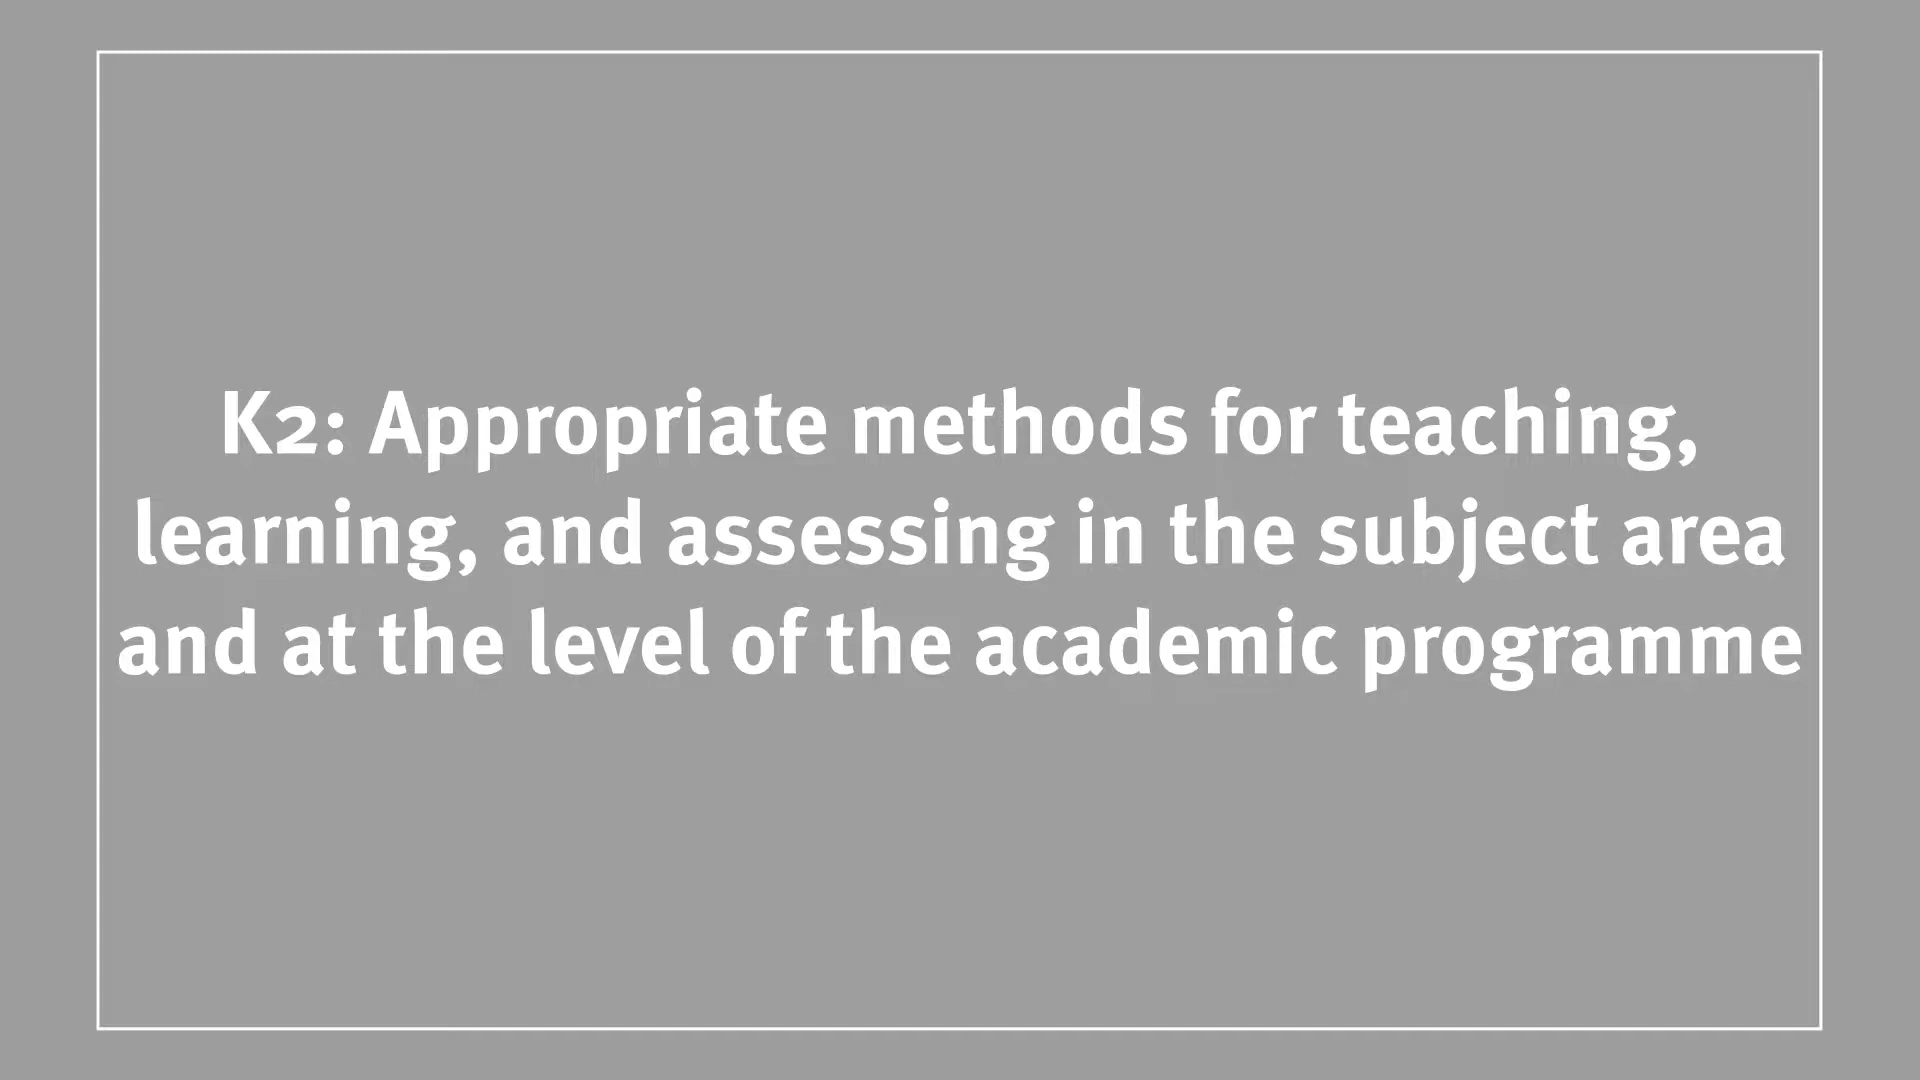 K2: Appropriate methods for teaching,
learning, and assessing in the subject area
and at the level of the academic programme